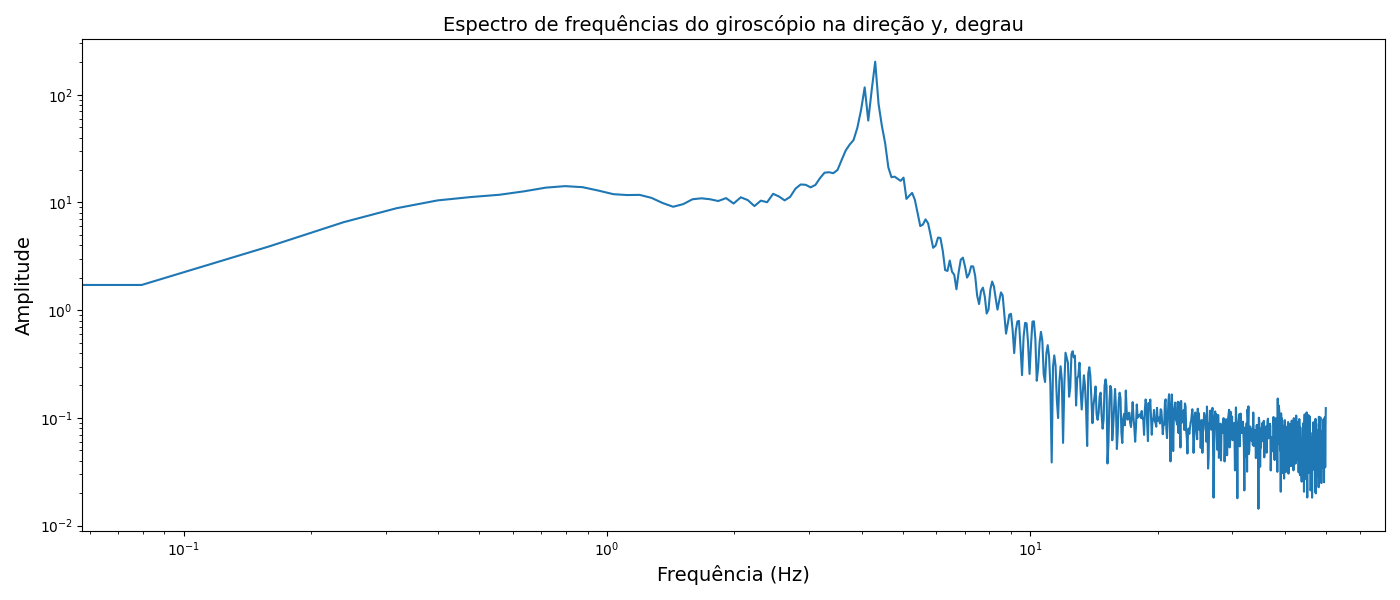 Espectro de frequências do giroscópio na direção y, degrau
Amplitude
10²
10¹
10⁰
10⁻¹
10⁻²
10⁻¹
10⁰
10¹
Frequência (Hz)